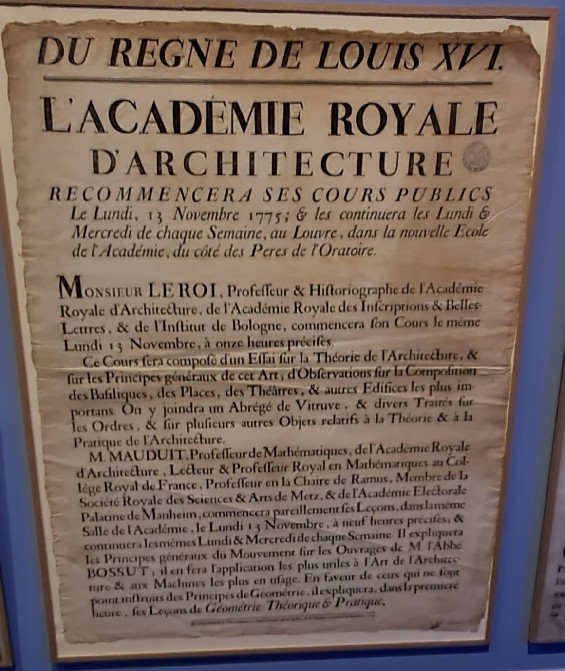 DU REGNE DE LOUIS XVI.
L'ACADÉMIE ROYALE
D'ARCHITECTURE
RECOMMENCERA SES COURS PUBLICS
Le Lundi, 13 Novembre 1775; & les continuera les Lundi &
Mercredi de chaque Semaine, au Louvre, dans la nouvelle Ecole
de l'Académie, du côté des Peres de l'Oratoire.
MONSIEUR LE ROI, Profeſſeur & Hiſtoriographe de l'Académie
Royale d'Architecture, de l'Académie Royale des Inſcriptions & Belles-
Lettres, & de l'Inſtitut de Bologne, commencera ſon Cours le même
Lundi 13 Novembre, à onze heures préciſes.
Ce Cours ſera compoſé d'un Eſſai ſur la Théorie de l'Architecture, &
ſur les Principes généraux de cet Art, d'Obſervations ſur la Compoſition
des Baſiliques, des Places, des Théâtres, & autres Edifices les plus im-
portans. On y joindra un Abrégé de Vitruve, & divers Traités ſur
les Ordres, & ſur pluſieurs autres Objets relatifs à la Théorie & à la
Pratique de l'Architecture.
M. MAUDUIT, Profeſſeur de Mathématiques, de l'Académie Royale
d'Architecture, Lecteur & Profeſſeur Royal en Mathématiques au Col-
lége Royal de France, Profeſſeur en la Chaire de Ramus, Membre de la
Société Royale des Sciences & Arts de Metz, & de l'Académie Electorale
Palatine de Manheim, commencera pareillement ſes Leçons, dans la même
Salle de l'Académie, le Lundi 13 Novembre, à neuf heures préciſes, &
continuera les mêmes Lundi & Mercredi de chaque Semaine. Il expliquera
les Principes généraux du Mouvement ſur les Ouvrages de M. l'Abbé
BOSSUT, il en fera l'application les plus utiles à l'Art de l'Architec-
ture & aux Machines les plus en uſage. En faveur de ceux qui ne ſont
point inſtruits des Principes de Géométrie, il expliquera, dans la premiere
heure, ſes Leçons de Géométrie Théorique & Pratique.